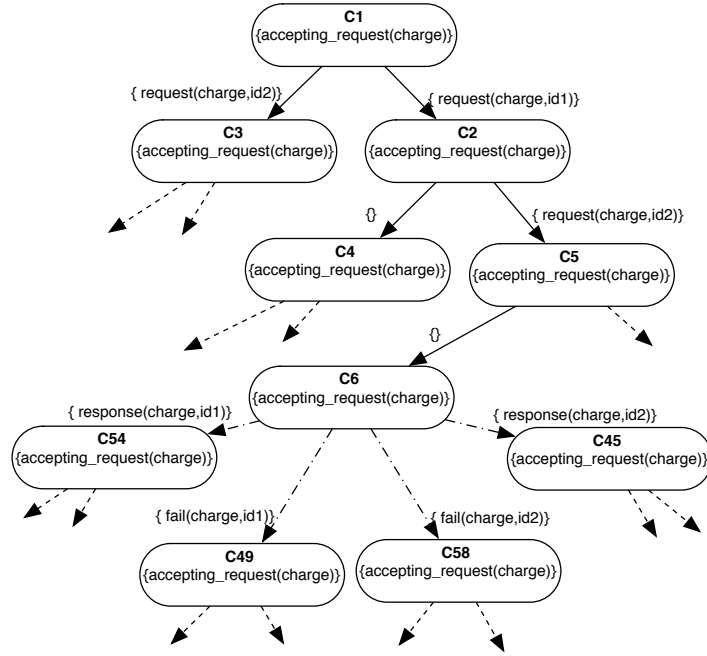 C1
{accepting_request(charge)}
{ request(charge,id2)}
{ request(charge,id1)}
C3
{accepting_request(charge)}
C2
{accepting_request(charge)}
{}
{ request(charge,id2)}
C4
{accepting_request(charge)}
C5
{accepting_request(charge)}
{}
C6
{accepting_request(charge)}
{ response(charge,id1)}
{ response(charge,id2)}
C54
{accepting_request(charge)}
C45
{accepting_request(charge)}
{ fail(charge,id1)}
{ fail(charge,id2)}
C49
{accepting_request(charge)}
C58
{accepting_request(charge)}